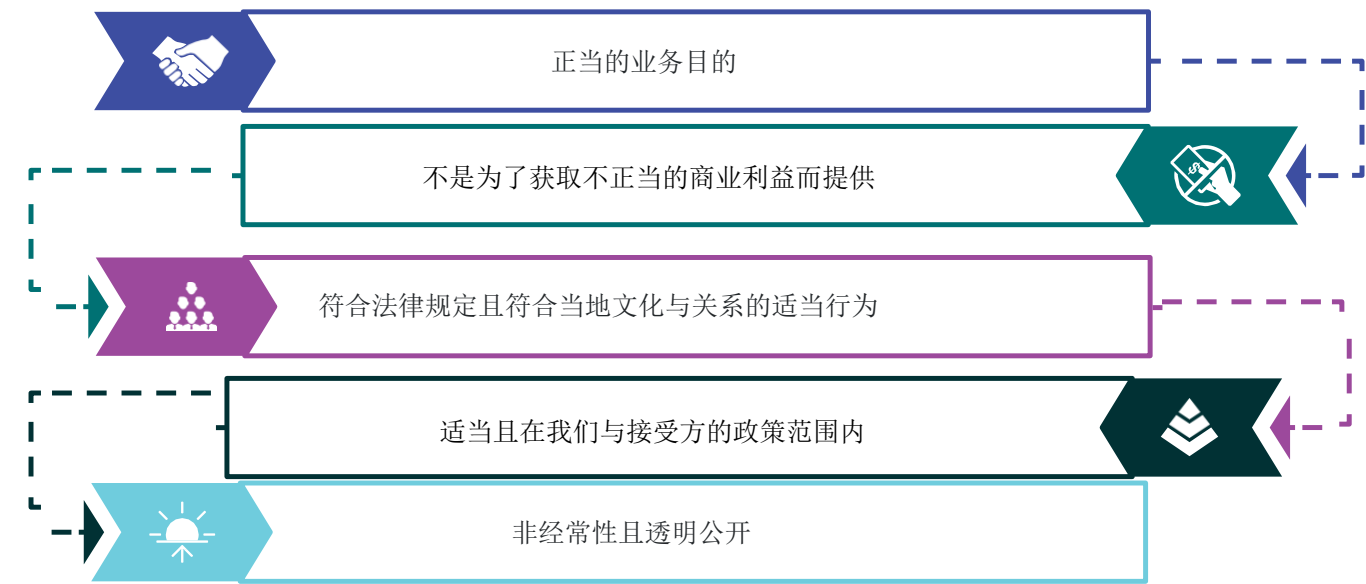 正当的业务目的
不是为了获取不正当的商业利益而提供
符合法律规定且符合当地文化与关系的适当行为
适当且在我们与接受方的政策范围内
非经常性且透明公开